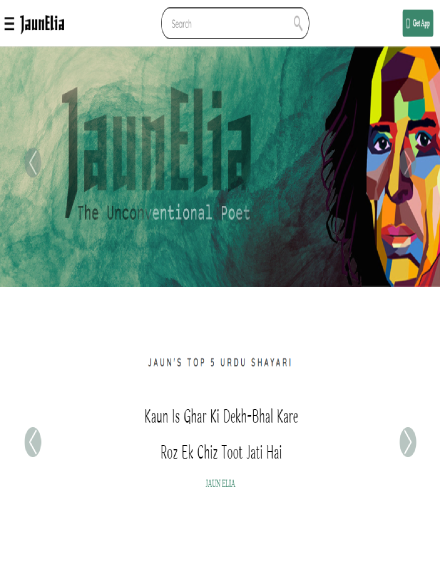 JaunElia
Search
Get App
JaunElia
The Unconventional Poet
JAUN'S TOP 5 URDU SHAYARI
Kaun Is Ghar Ki Dekh-Bhal Kare
Roz Ek Chiz Toot Jati Hai
JAUN ELIA